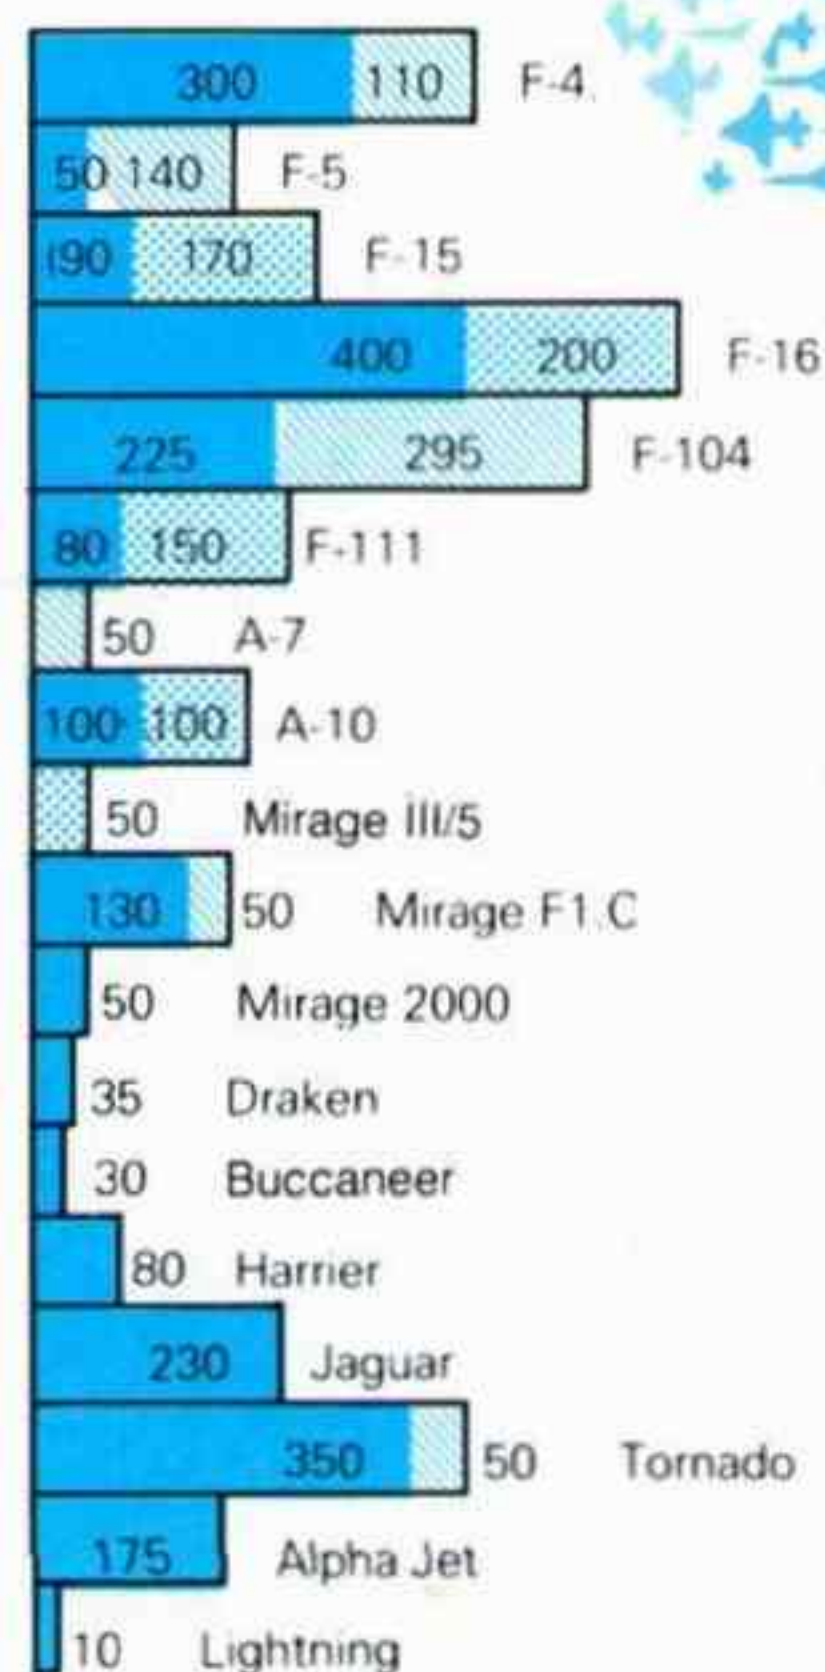 300 110 F-4
50 140 F-5
90 170 F-15
400 200 F-16
225 295 F-104
80 150 F-111
50 A-7
100 100 A-10
50 Mirage III/5
130 50 Mirage F1.C
50 Mirage 2000
35 Draken
30 Buccaneer
80 Harrier
230 Jaguar
350 50 Tornado
175 Alpha Jet
10 Lightning